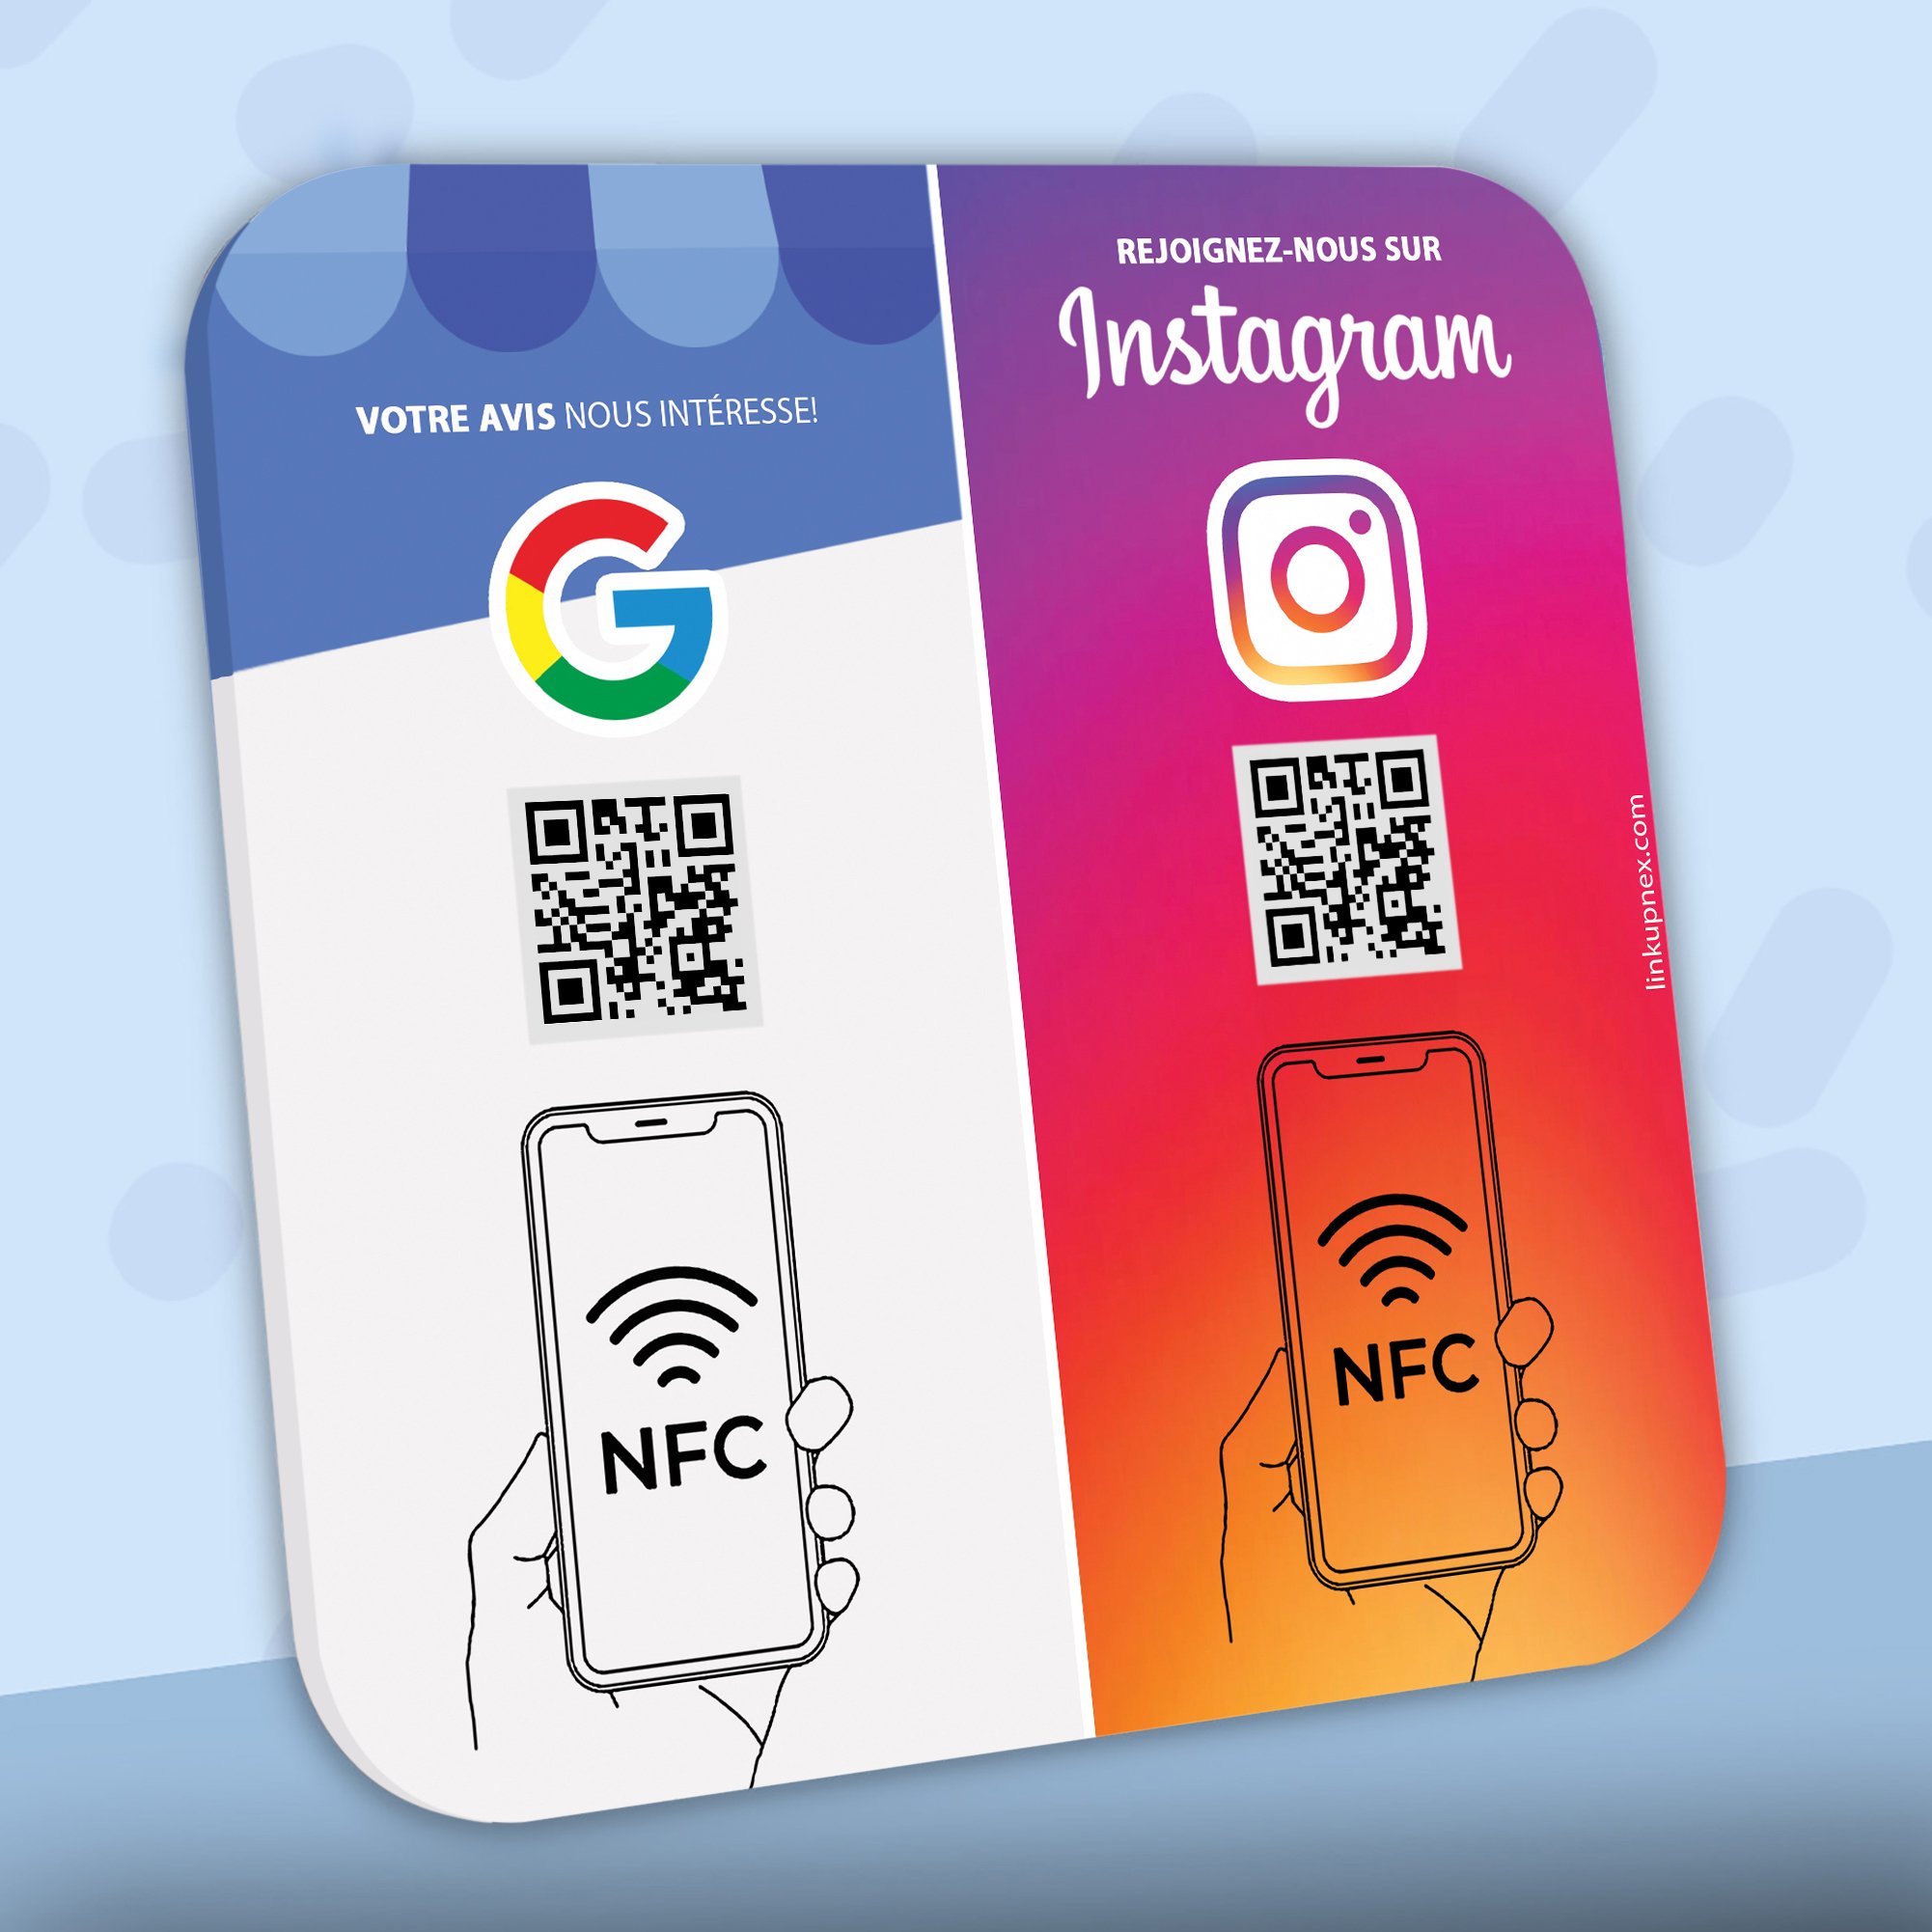 VOTRE AVIS NOUS INTÉRESSE!
G
NFC
REJOIGNEZ-NOUS SUR
Instagram
NFC
linkupnex.com